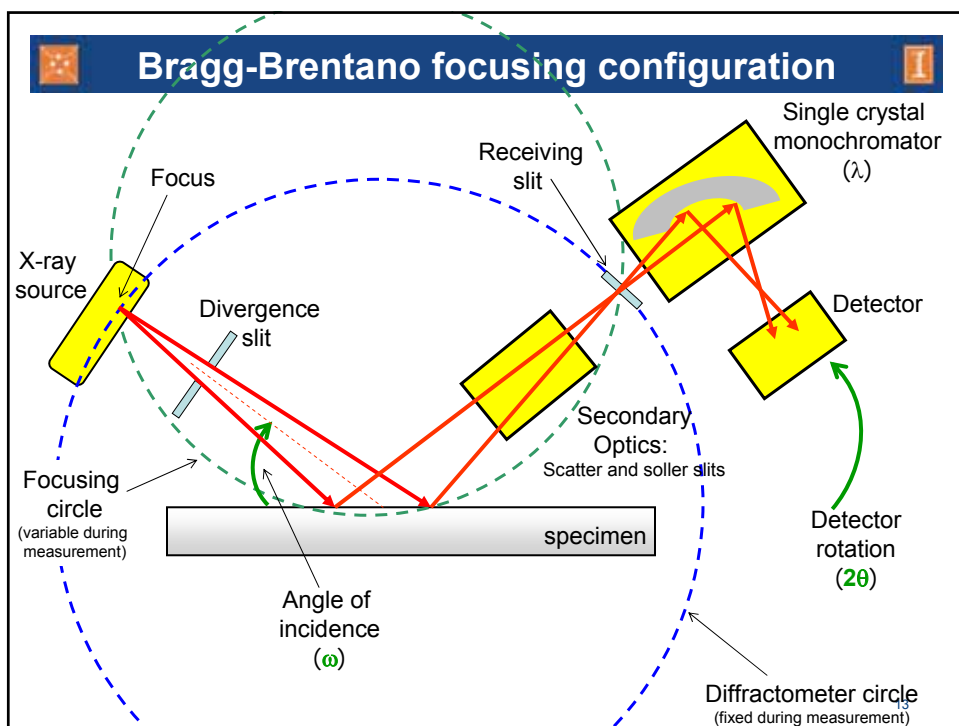 Bragg-Brentano focusing configuration
Single crystal
monochromator
(λ)
Receiving
slit
Focus
X-ray
source
Divergence
slit
Detector
Secondary
Optics:
Scatter and soller slits
Focusing
circle
(variable during
measurement)
specimen
Detector
rotation
(2θ)
Angle of
incidence
(ω)
Diffractometer circle
(fixed during measurement)
13